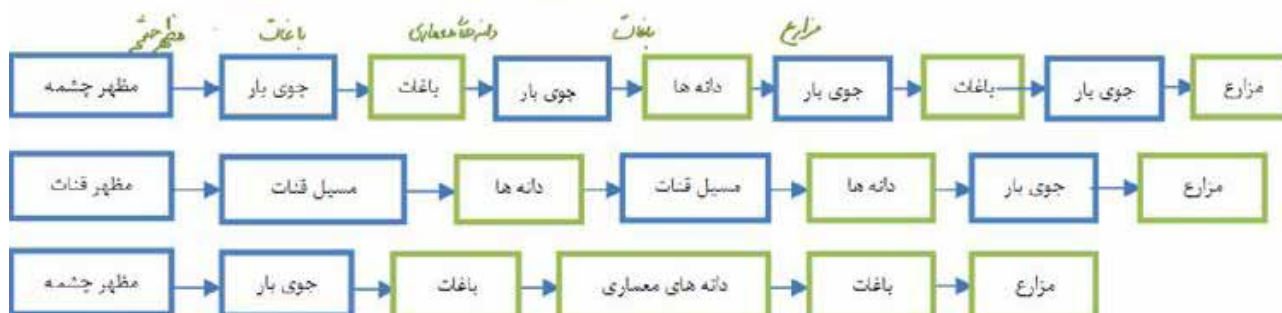 مظهر چشمه باغات دانه‌های معماری باغات مزارع
مظهر چشمه جوی بار باغات جوی بار دانه ها جوی بار باغات جوی بار مزارع
مظهر قنات مسیل قنات دانه ها مسیل قنات دانه ها جوی بار مزارع
مظهر چشمه جوی بار باغات دانه های معماری باغات مزارع